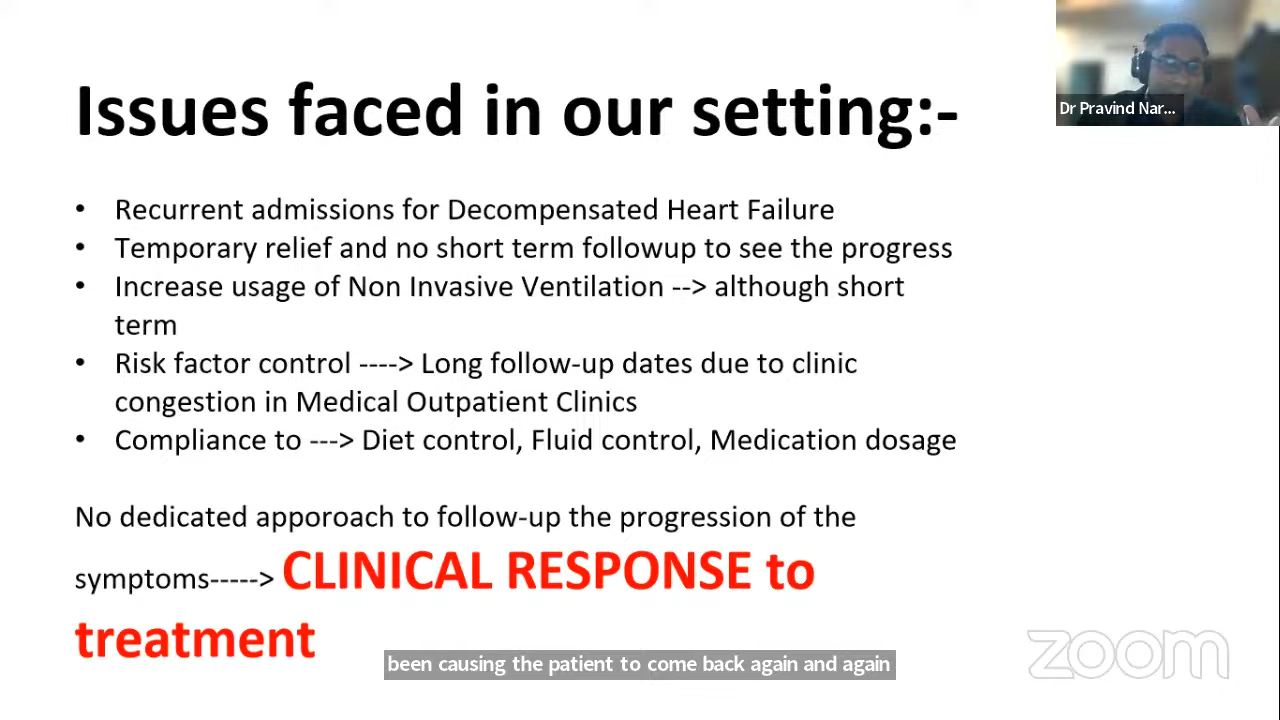 Issues faced in our setting:-
Dr Pravind Nar...
• Recurrent admissions for Decompensated Heart Failure
• Temporary relief and no short term followup to see the progress
• Increase usage of Non Invasive Ventilation --> although short
term
• Risk factor control ----> Long follow-up dates due to clinic
congestion in Medical Outpatient Clinics
• Compliance to ---> Diet control, Fluid control, Medication dosage
No dedicated apporoach to follow-up the progression of the
symptoms-----> CLINICAL RESPONSE to
treatment
been causing the patient to come back again and again
zoom